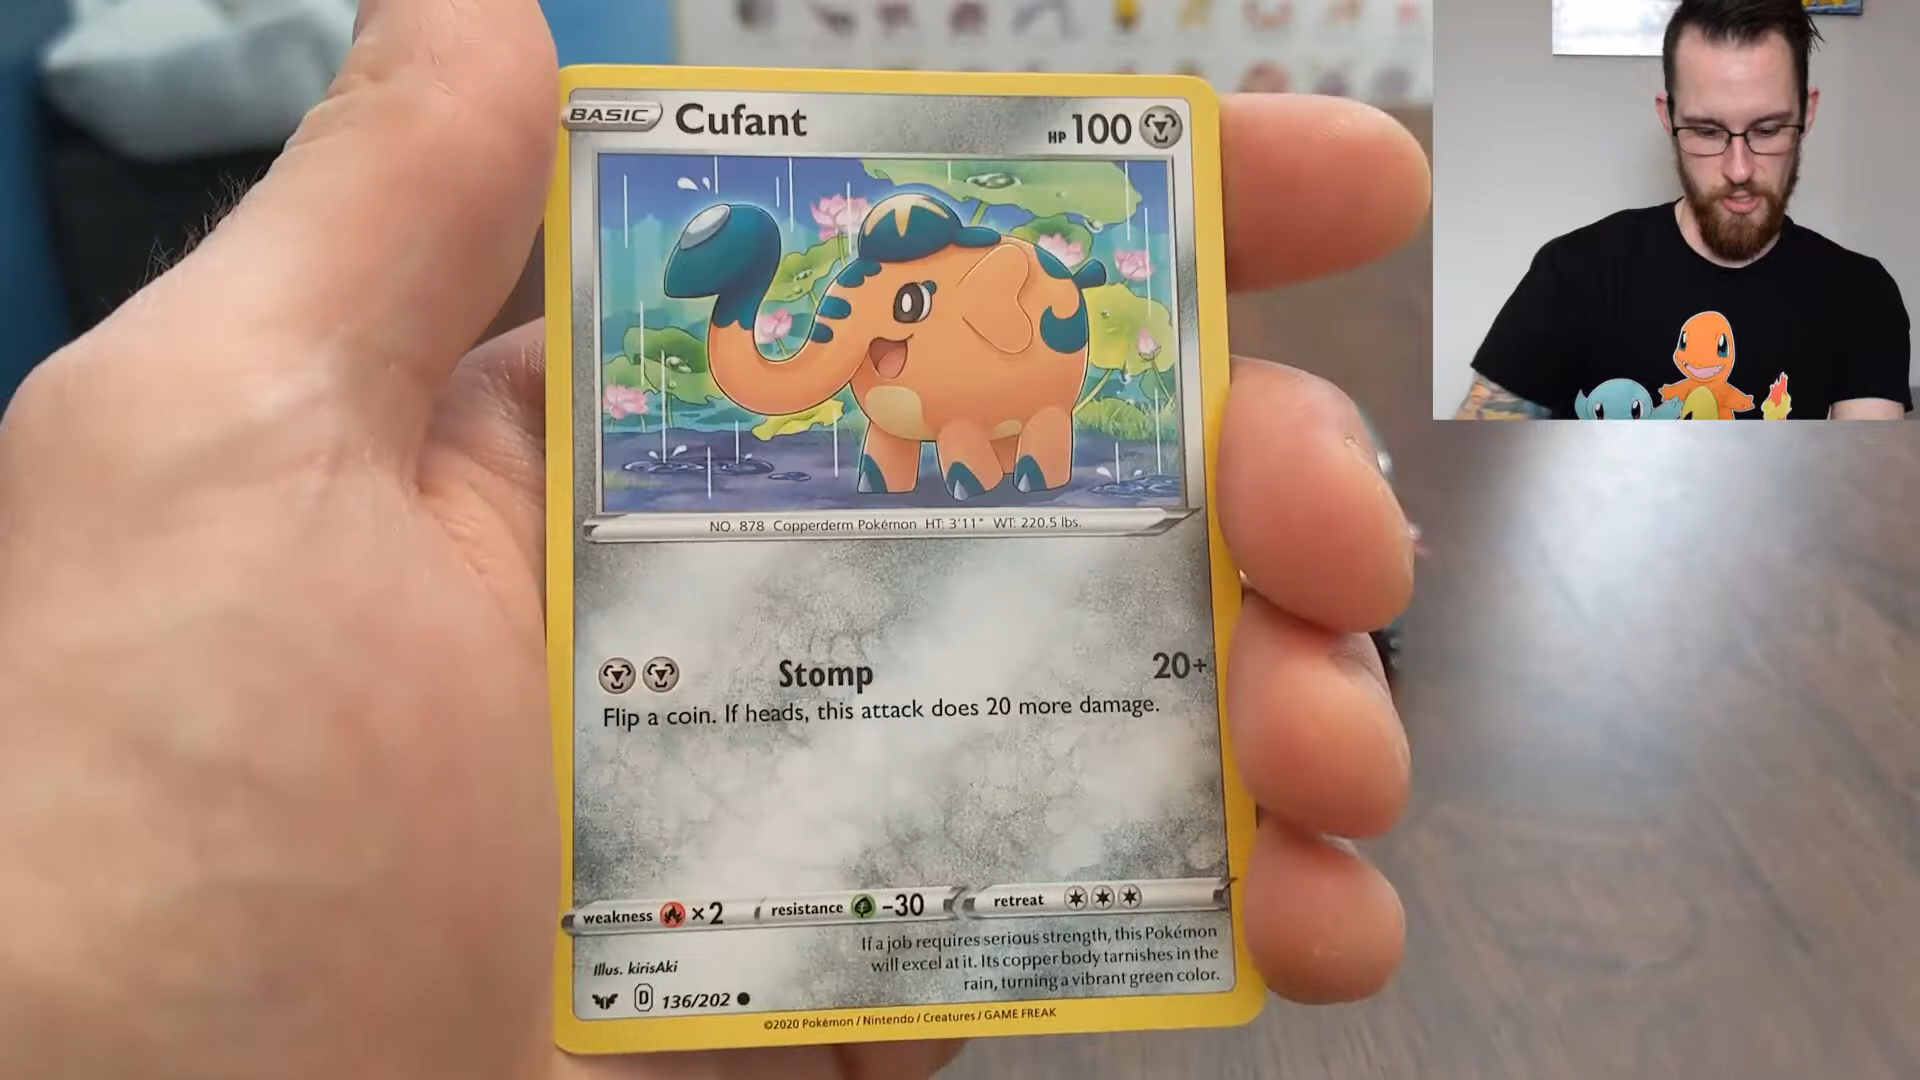 BASIC Cufant HP 100
NO. 878 Copperderm Pokémon HT: 3'11" WT: 220.5 lbs.
Stomp 20+
Flip a coin. If heads, this attack does 20 more damage.
weakness ×2 resistance -30 retreat
If a job requires serious strength, this Pokémon
will excel at it. Its copper body tarnishes in the
rain, turning a vibrant green color.
Illus. kirisAki
D 136/202
©2020 Pokémon / Nintendo / Creatures / GAME FREAK